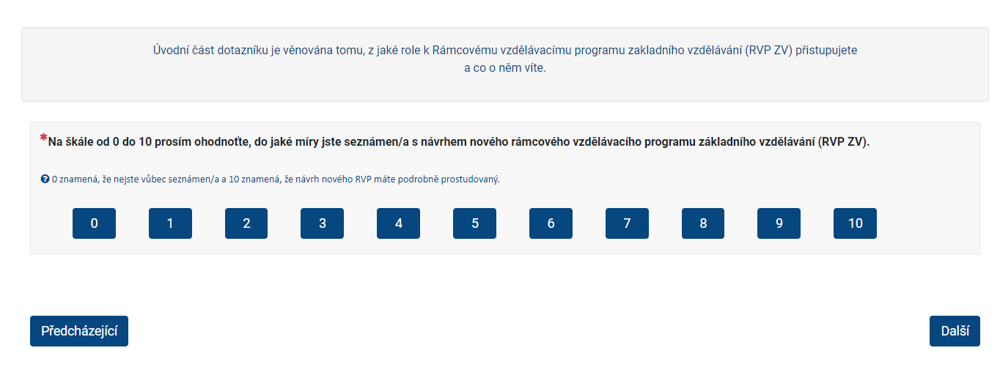 Úvodní část dotazníku je věnována tomu, z jaké role k Rámcovému vzdělávacímu programu zakladního vzdělávání (RVP ZV) přistupujete
a co o něm víte.
*Na škále od 0 do 10 prosím ohodnoťte, do jaké míry jste seznámen/a s návrhem nového rámcového vzdělávacího programu základního vzdělávání (RVP ZV).
? 0 znamená, že nejste vůbec seznámen/a a 10 znamená, že návrh nového RVP máte podrobně prostudovaný.
0 1 2 3 4 5 6 7 8 9 10
Předcházející Další